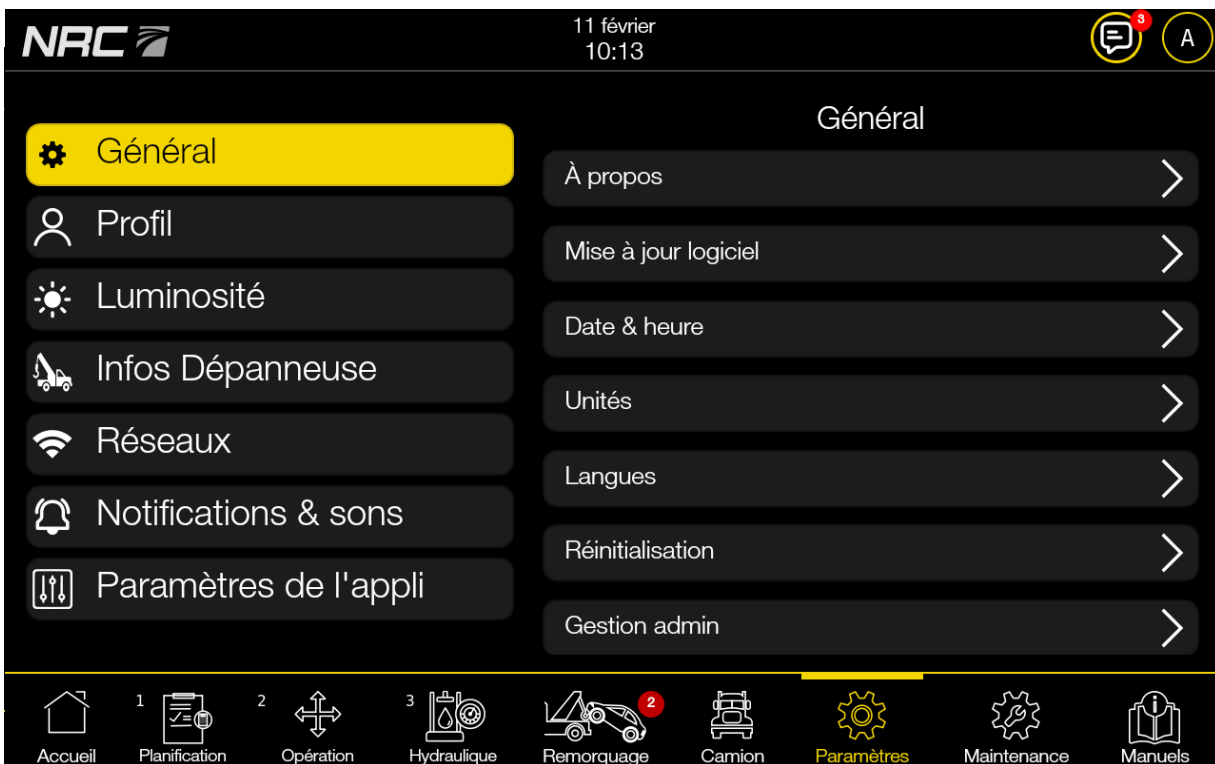 NRC
11 février
10:13
3
A
Général
Profil
Luminosité
Infos Dépanneuse
Réseaux
Notifications & sons
Paramètres de l'appli
Général
À propos
Mise à jour logiciel
Date & heure
Unités
Langues
Réinitialisation
Gestion admin
Accueil
1
Planification
2
Opération
3
Hydraulique
2
Remorquage
Camion
Paramètres
Maintenance
Manuels